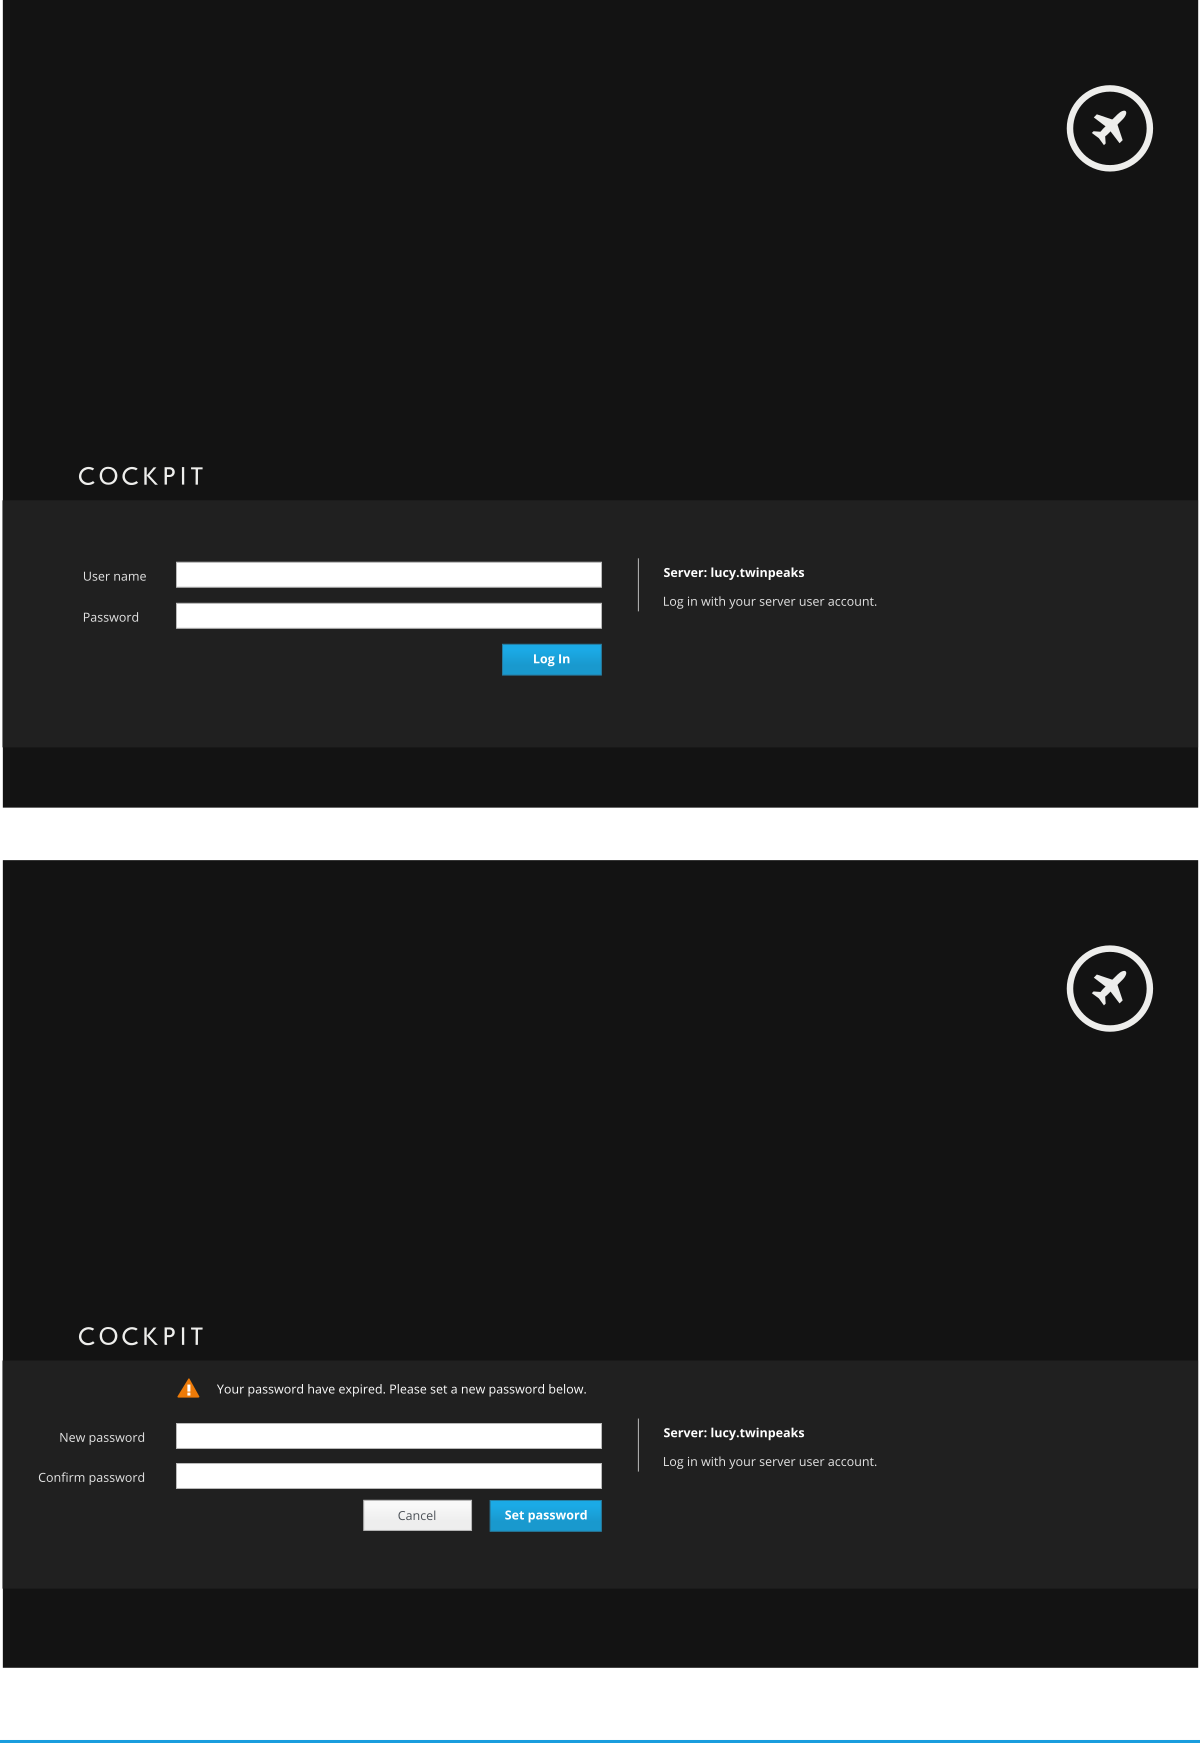 COCKPIT
User name
Password
Log In
Server: lucy.twinpeaks
Log in with your server user account.
COCKPIT
Your password have expired. Please set a new password below.
New password
Confirm password
Cancel
Set password
Server: lucy.twinpeaks
Log in with your server user account.